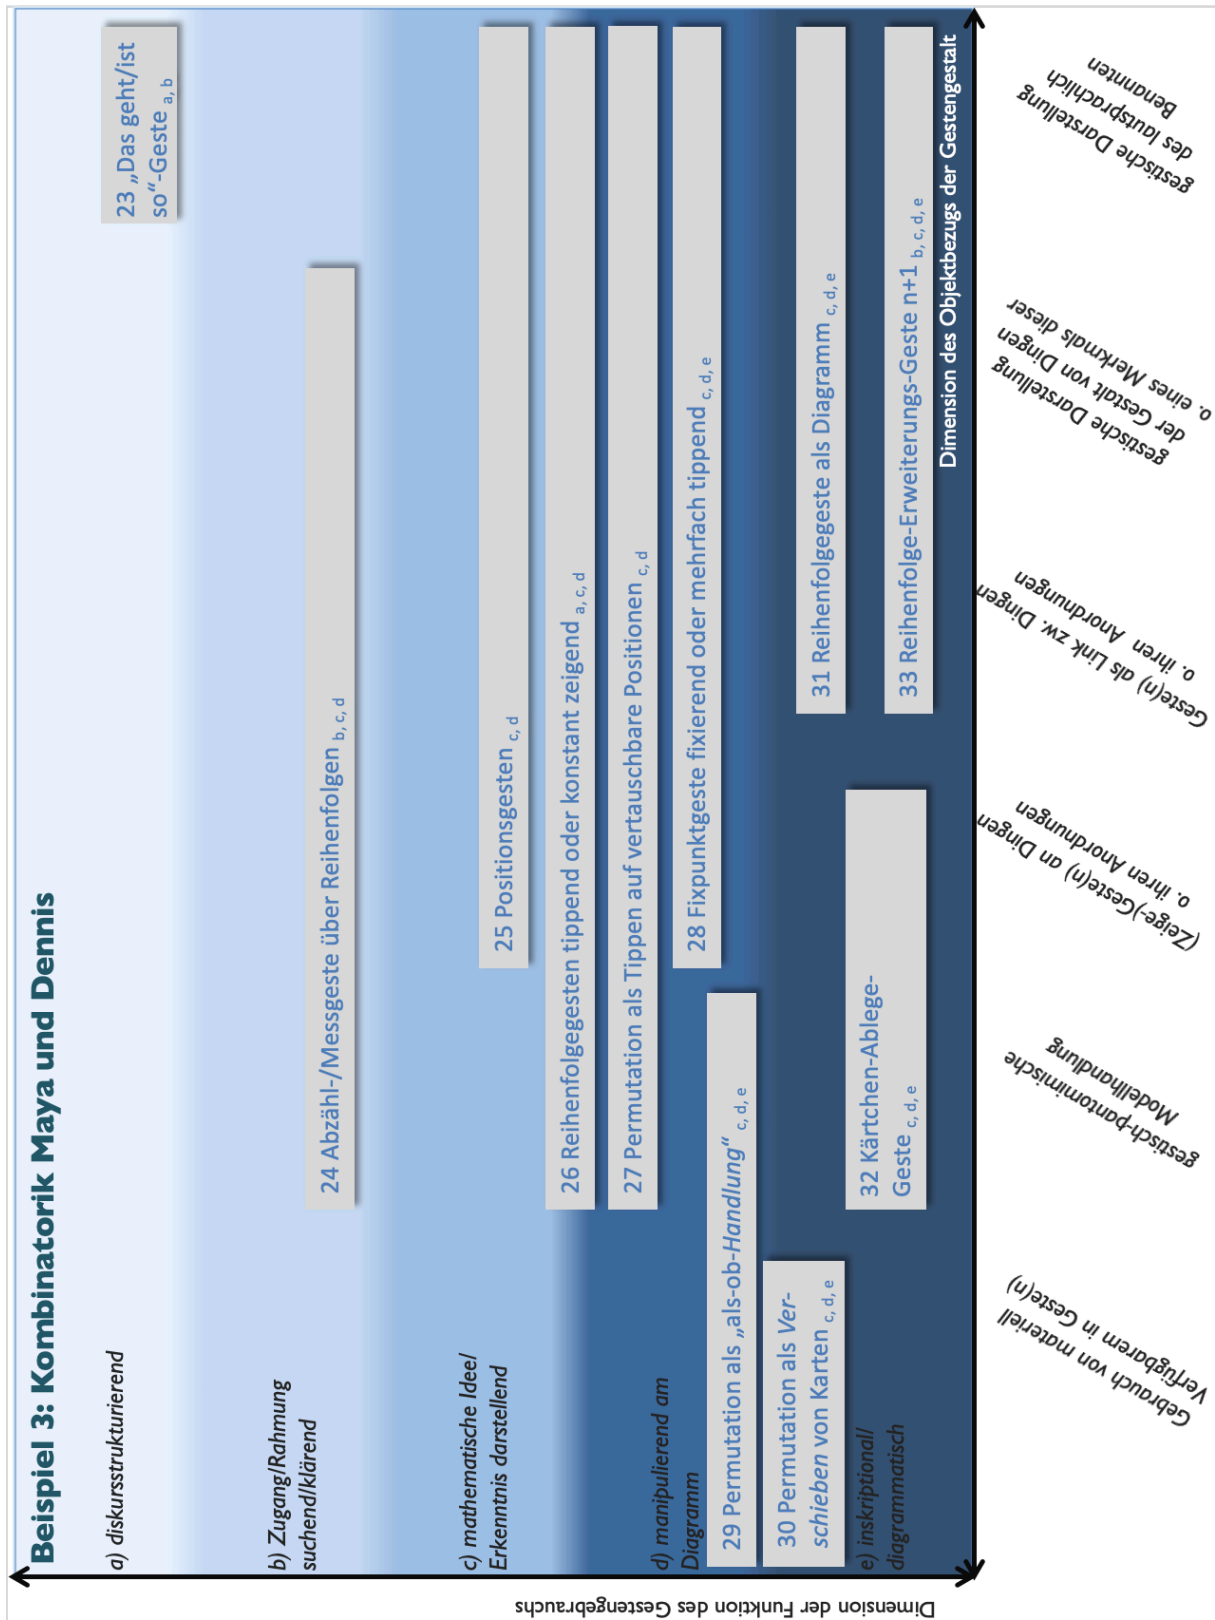 Beispiel 3: Kombinatorik Maya und Dennis
a) diskursstrukturierend
23 „Das geht/ist
so“-Geste a, b
b) Zugang/Rahmung
suchend/klärend
24 Abzähl-/Messgeste über Reihenfolgen b, c, d
c) mathematische Idee/
Erkenntnis darstellend
25 Positionsgesten c, d
26 Reihenfolgegesten tippend oder konstant zeigend a, c, d
27 Permutation als Tippen auf vertauschbare Positionen c, d
d) manipulierend am
Diagramm
28 Fixpunktgeste fixierend oder mehrfach tippend c, d, e
29 Permutation als „als-ob-Handlung“ c, d, e
30 Permutation als Ver-
schieben von Karten c, d, e
31 Reihenfolgegeste als Diagramm c, d, e
e) inskriptional/
diagrammatisch
32 Kärtchen-Ablege-
Geste c, d, e
33 Reihenfolge-Erweiterungs-Geste n+1 b, c, d, e
Dimension des Objektbezugs der Gestengestalt
Dimension der Funktion des Gestengebrauchs
Gebrauch von materiell
Verfügbarem in Geste(n)
gestisch-pantomimische
Modellhandlung
(Zeige-)Geste(n) an Dingen
o. ihren Anordnungen
Geste(n) als Link zw. Dingen
o. ihren Anordnungen
gestische Darstellung
der Gestalt von Dingen
o. eines Merkmals dieser
gestische Darstellung
des lautsprachlich
Benannten